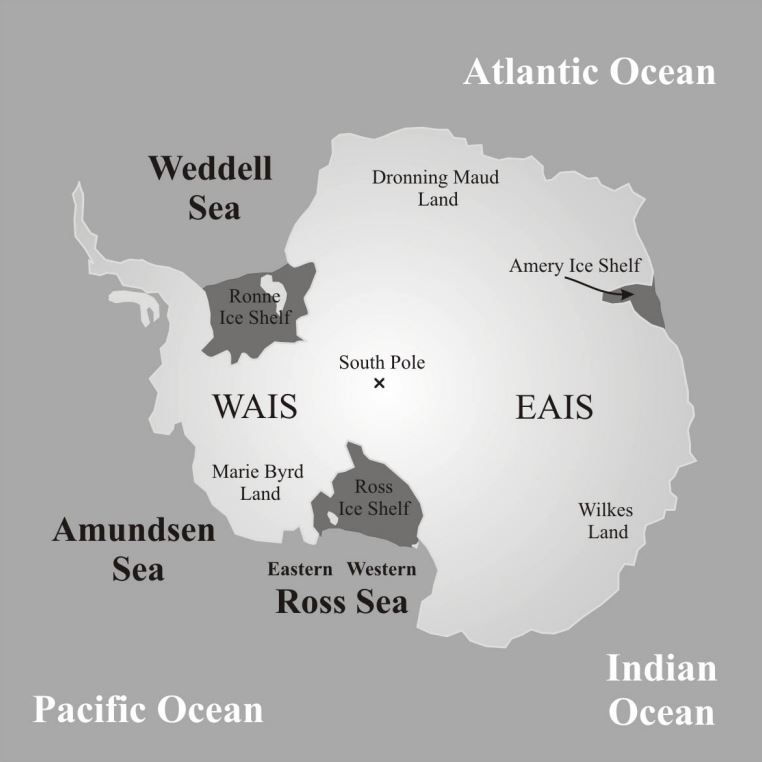 Atlantic Ocean
Weddell
Sea
Dronning Maud
Land
Amery Ice Shelf
Ronne
Ice Shelf
South Pole
WAIS
EAIS
Marie Byrd
Land
Ross
Ice Shelf
Wilkes
Land
Amundsen
Sea
Eastern Western
Ross Sea
Indian
Ocean
Pacific Ocean